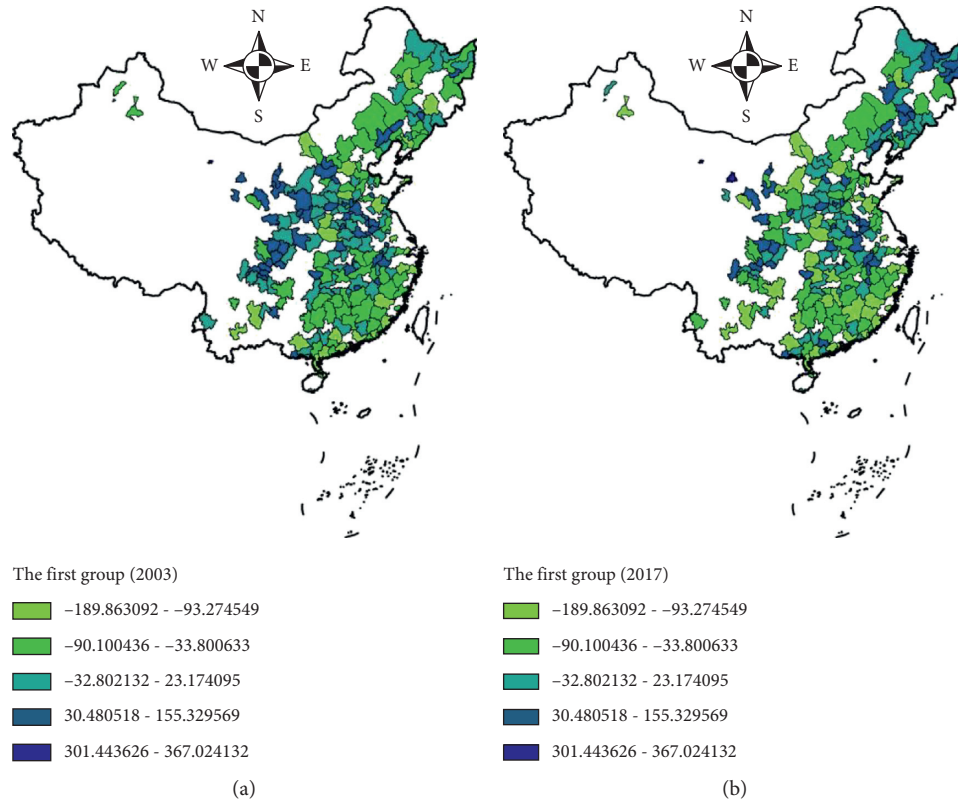 N
W E
S
N
W E
S
The first group (2003)
–189.863092 - –93.274549
–90.100436 - –33.800633
–32.802132 - 23.174095
30.480518 - 155.329569
301.443626 - 367.024132
(a)
The first group (2017)
–189.863092 - –93.274549
–90.100436 - –33.800633
–32.802132 - 23.174095
30.480518 - 155.329569
301.443626 - 367.024132
(b)